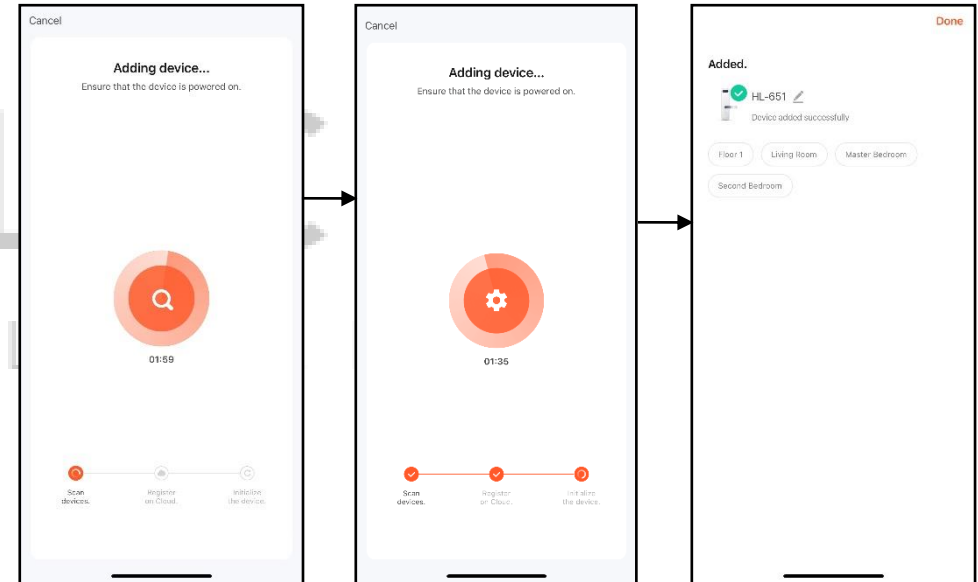 Cancel
Adding device...
Ensure that the device is powered on.
01:59
Scan
devices.
Register
on Cloud.
Initialize
the device.
Cancel
Adding device...
Ensure that the device is powered on.
01:35
Scan
devices.
Register
on Cloud.
Initialize
the device.
Done
Added.
HL-651
Device added successfully
Floor 1
Living Room
Master Bedroom
Second Bedroom